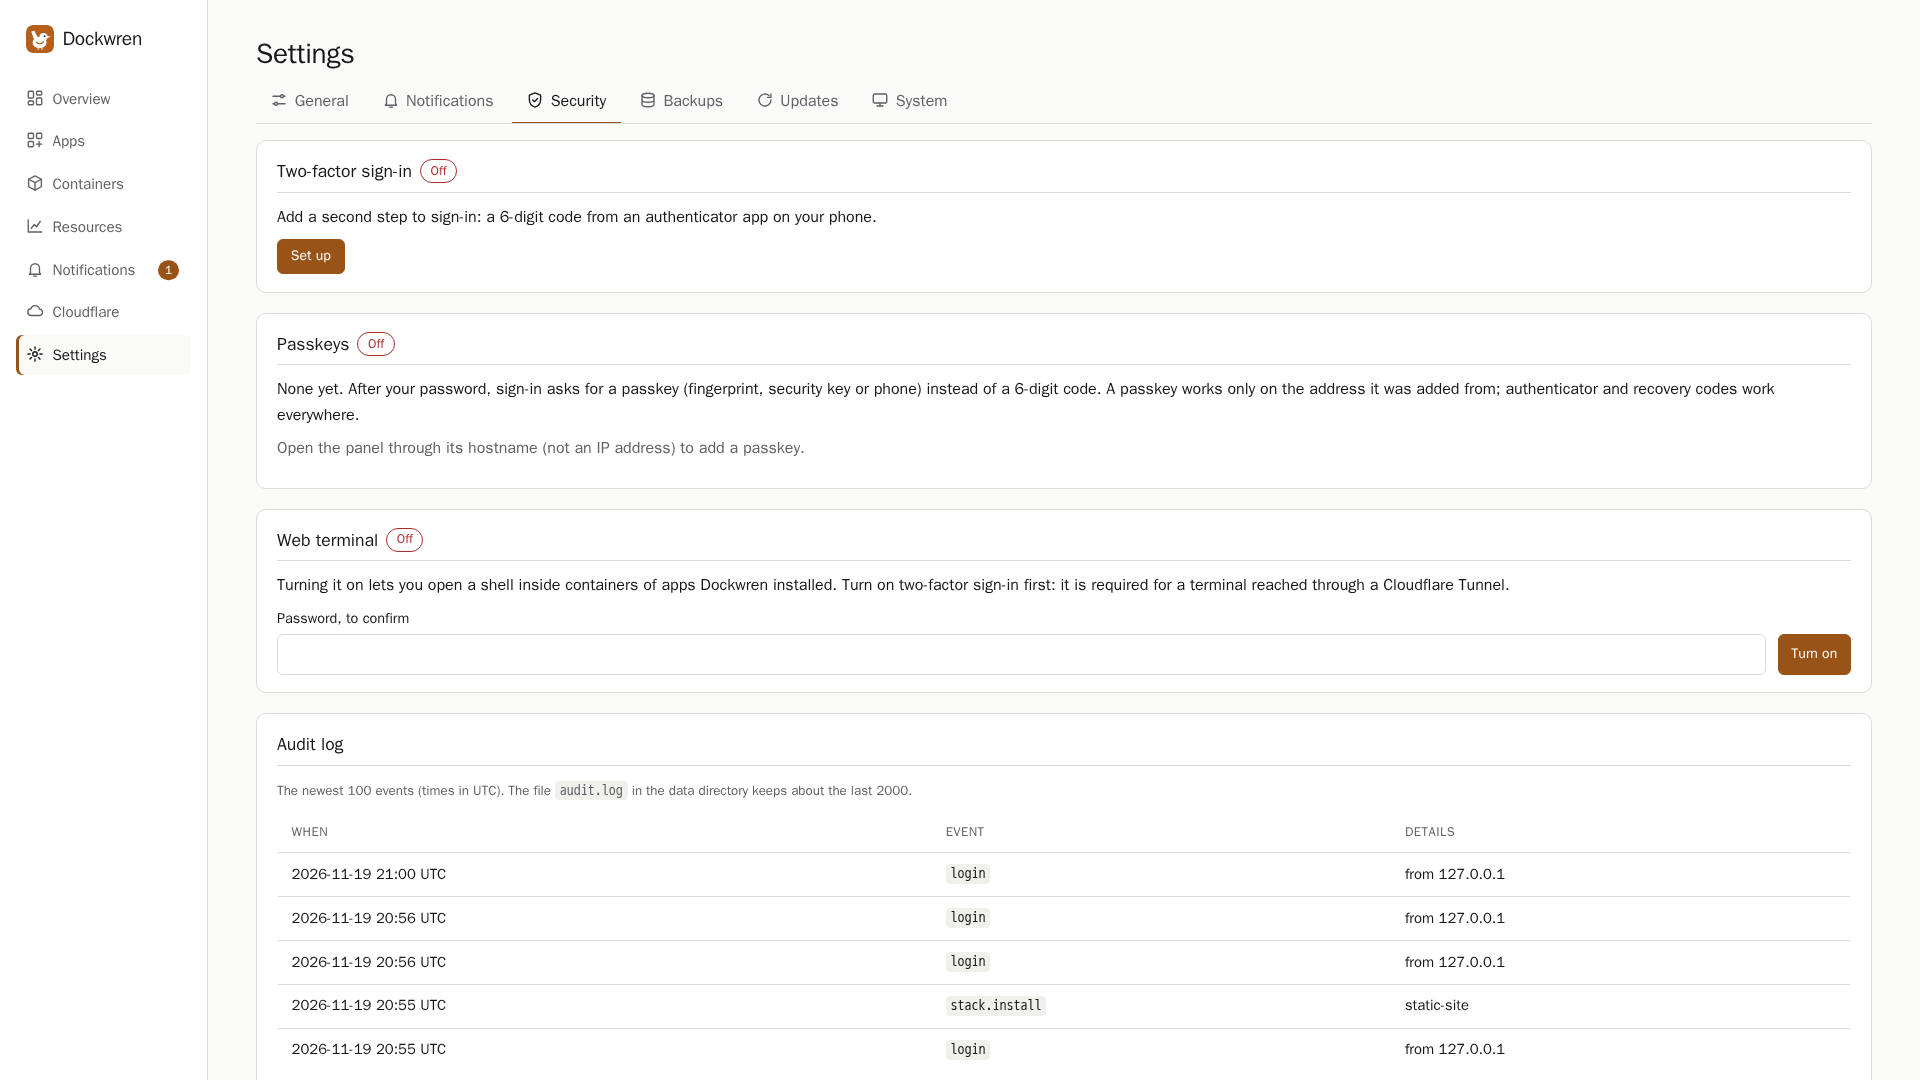 Dockwren
Overview
Apps
Containers
Resources
Notifications 1
Cloudflare
Settings
Settings
General Notifications Security Backups Updates System
Two-factor sign-in Off
Add a second step to sign-in: a 6-digit code from an authenticator app on your phone.
Set up
Passkeys Off
None yet. After your password, sign-in asks for a passkey (fingerprint, security key or phone) instead of a 6-digit code. A passkey works only on the address it was added from; authenticator and recovery codes work
everywhere.
Open the panel through its hostname (not an IP address) to add a passkey.
Web terminal Off
Turning it on lets you open a shell inside containers of apps Dockwren installed. Turn on two-factor sign-in first: it is required for a terminal reached through a Cloudflare Tunnel.
Password, to confirm
Turn on
Audit log
The newest 100 events (times in UTC). The file audit.log in the data directory keeps about the last 2000.
WHEN EVENT DETAILS
2026-11-19 21:00 UTC login from 127.0.0.1
2026-11-19 20:56 UTC login from 127.0.0.1
2026-11-19 20:56 UTC login from 127.0.0.1
2026-11-19 20:55 UTC stack.install static-site
2026-11-19 20:55 UTC login from 127.0.0.1